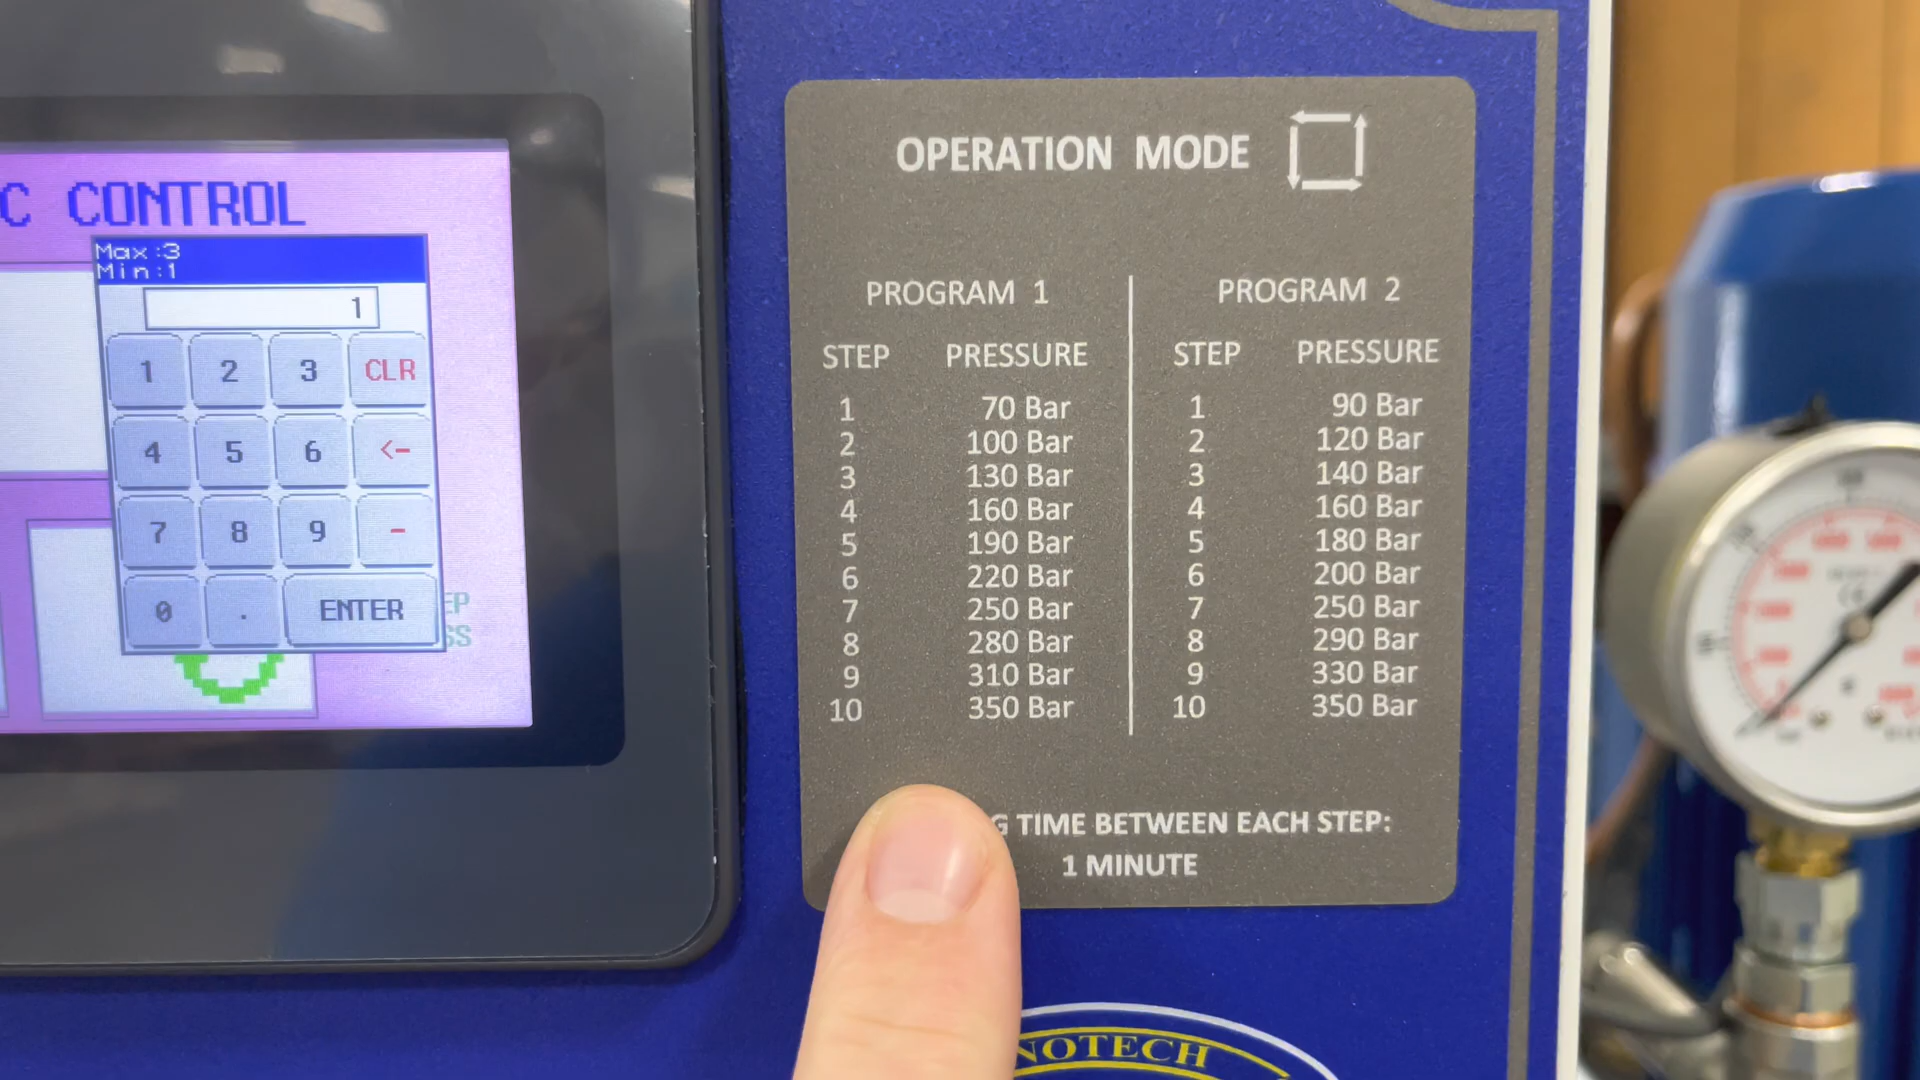 C CONTROL
Max:3
Min:1
1
1 2 3 CLR
4 5 6 <-
7 8 9 -
0 . ENTER
OPERATION MODE
PROGRAM 1
STEP PRESSURE
1 70 Bar
2 100 Bar
3 130 Bar
4 160 Bar
5 190 Bar
6 220 Bar
7 250 Bar
8 280 Bar
9 310 Bar
10 350 Bar
PROGRAM 2
STEP PRESSURE
1 90 Bar
2 120 Bar
3 140 Bar
4 160 Bar
5 180 Bar
6 200 Bar
7 250 Bar
8 290 Bar
9 330 Bar
10 350 Bar
G TIME BETWEEN EACH STEP:
1 MINUTE
NOTECH